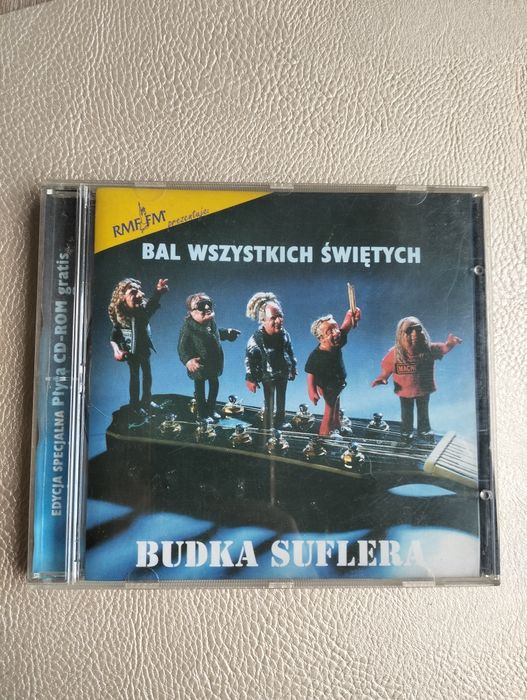 RMF FM prezentuje:
BAL WSZYSTKICH ŚWIĘTYCH
EDYCJA SPECJALNA Płyta CD-ROM gratis
BUDKA SUFLERA